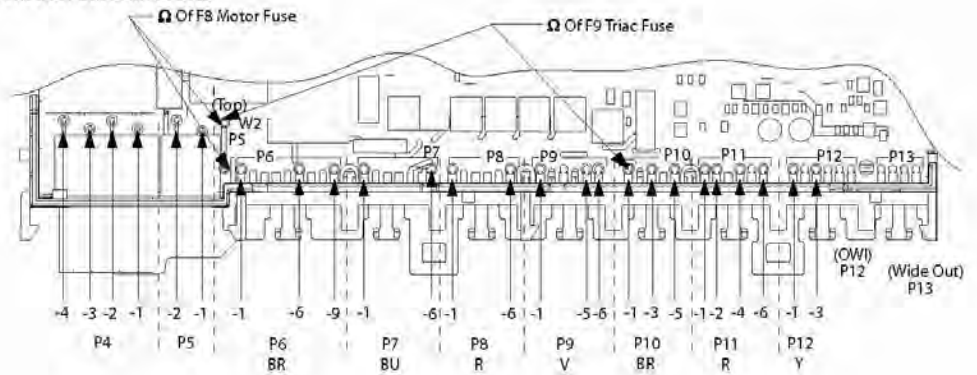 Ω Of F8 Motor Fuse
Ω Of F9 Triac Fuse
(Top)
W2
P5
P6
P7
P8
P9
P10
P11
P12
P13
(OWI)
P12
(Wide Out)
P13
-4 -3 -2 -1 -2 -1 -1 -6 -9 -1 -6 -1 -6 -1 -5 -6 -1 -3 -5 -1 -2 -4 -6 -1 -3
P4 P5 P6 P7 P8 P9 P10 P11 P12
BR BU R V BR R Y